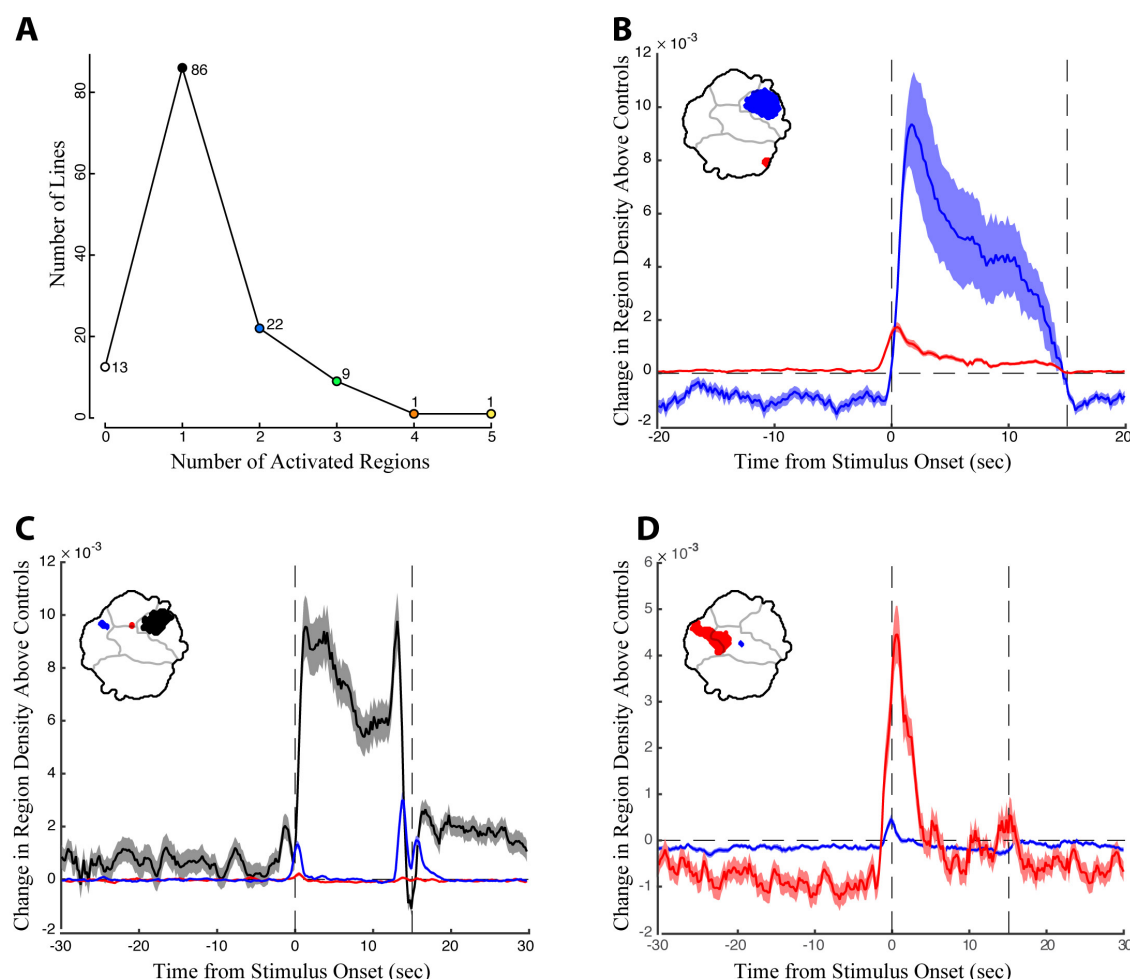 A
Number of Lines
80
60
40
20
0
86
13
22
9
1
1
0 1 2 3 4 5
Number of Activated Regions
B
Change in Region Density Above Controls
12 × 10⁻³
10
8
6
4
2
0
-2
-20 -10 0 10 20
Time from Stimulus Onset (sec)
C
Change in Region Density Above Controls
12 × 10⁻³
10
8
6
4
2
0
-2
-30 -20 -10 0 10 20 30
Time from Stimulus Onset (sec)
D
Change in Region Density Above Controls
6 × 10⁻³
5
4
3
2
1
0
-1
-2
-30 -20 -10 0 10 20 30
Time from Stimulus Onset (sec)